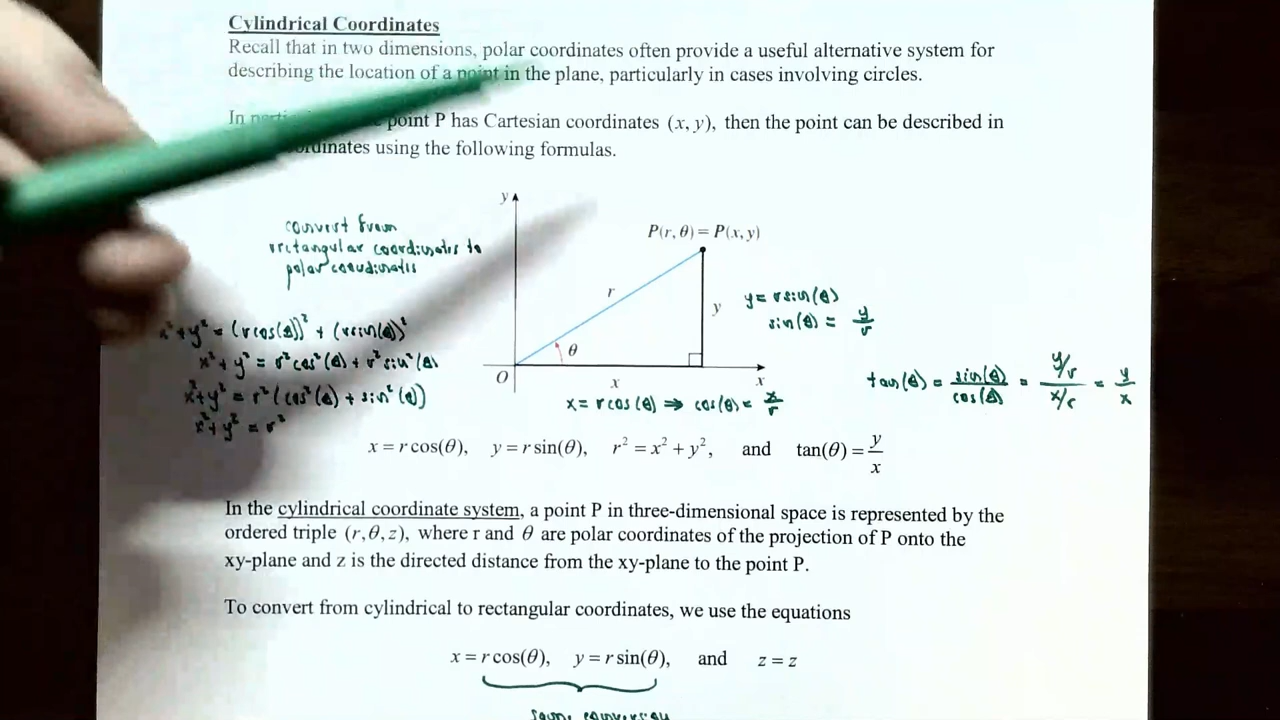 Cylindrical Coordinates
Recall that in two dimensions, polar coordinates often provide a useful alternative system for
describing the location of a point in the plane, particularly in cases involving circles.
In point P has Cartesian coordinates (x, y), then the point can be described in
using the following formulas.
y
convert from
rectangular coordinates to
polar coordinates
P(r, θ) = P(x, y)
r
y
y = r sin(θ)
sin(θ) = y/r
x² + y² = (r cos(θ))² + (r sin(θ))²
x² + y² = r² cos²(θ) + r² sin²(θ)
x² + y² = r² (cos²(θ) + sin²(θ))
x² + y² = r²
θ
O
x
x
x = r cos(θ) ⇒ cos(θ) = x/r
tan(θ) = sin(θ)/cos(θ) = (y/r)/(x/r) = y/x
x = r cos(θ), y = r sin(θ), r² = x² + y², and tan(θ) = y/x
In the cylindrical coordinate system, a point P in three-dimensional space is represented by the
ordered triple (r, θ, z), where r and θ are polar coordinates of the projection of P onto the
xy-plane and z is the directed distance from the xy-plane to the point P.
To convert from cylindrical to rectangular coordinates, we use the equations
x = r cos(θ), y = r sin(θ), and z = z